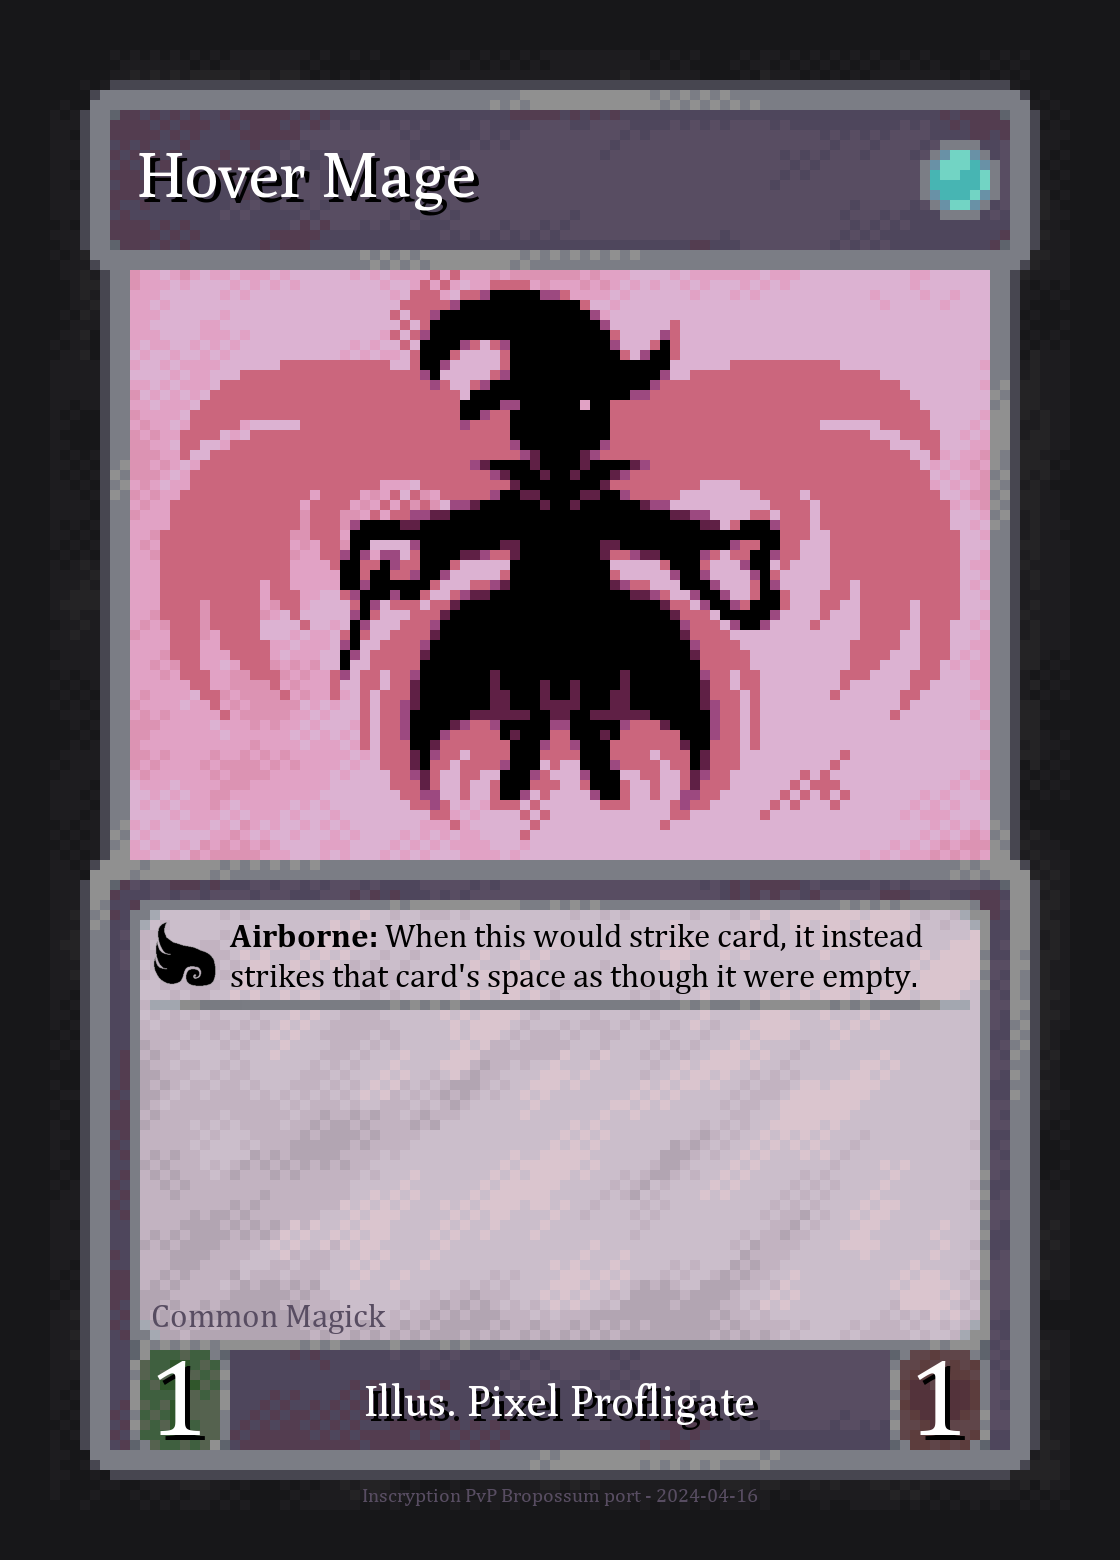 Hover Mage
Airborne: When this would strike card, it instead
strikes that card's space as though it were empty.
Common Magick
1
Illus. Pixel Profligate
1
Inscryption PvP Bropossum port - 2024-04-16